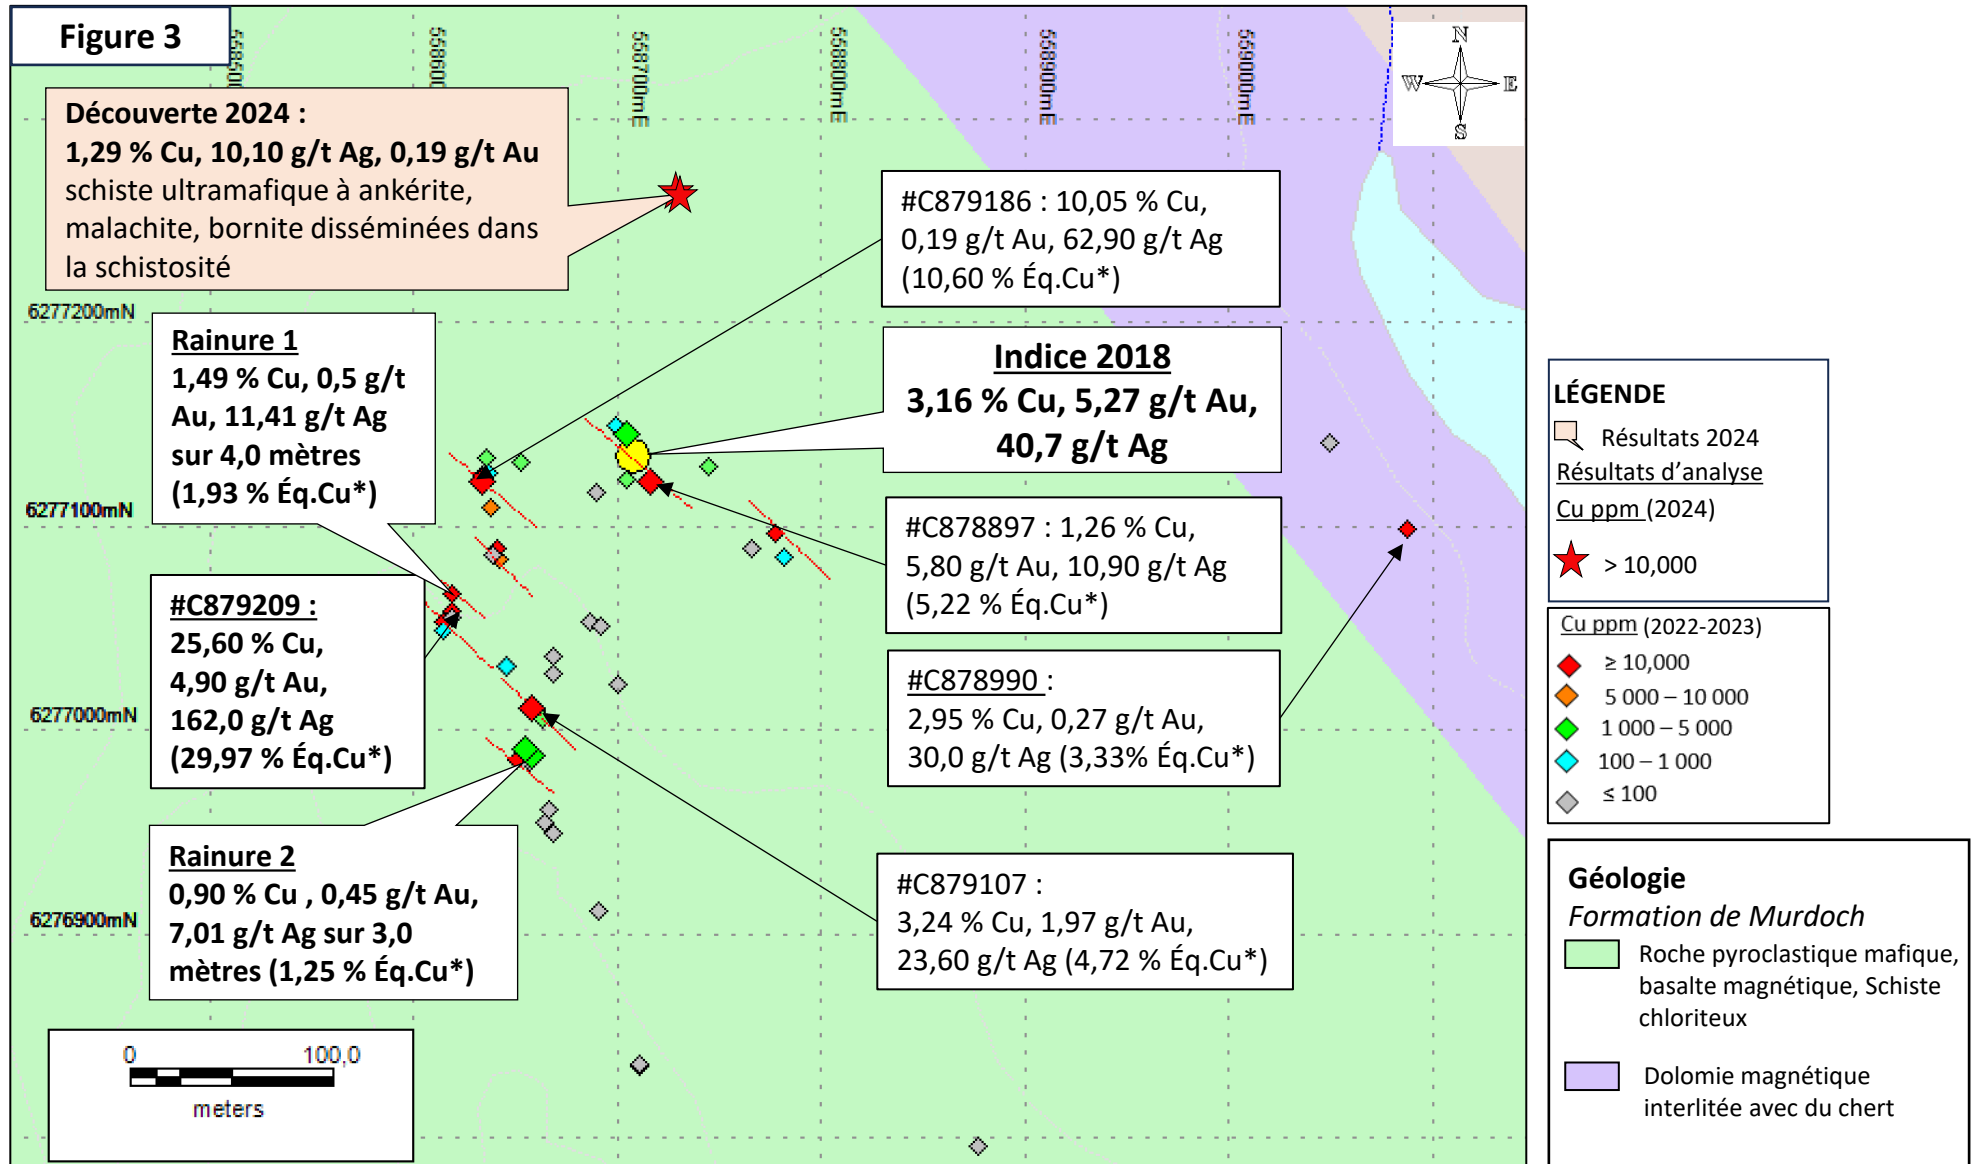 Figure 3
558500
558600
558700mE
558800mE
558900mE
559000mE
N
W
E
S
Découverte 2024 :
1,29 % Cu, 10,10 g/t Ag, 0,19 g/t Au
schiste ultramafique à ankérite,
malachite, bornite disséminées dans
la schistosité
#C879186 : 10,05 % Cu,
0,19 g/t Au, 62,90 g/t Ag
(10,60 % Éq.Cu*)
6277200mN
Rainure 1
1,49 % Cu, 0,5 g/t
Au, 11,41 g/t Ag
sur 4,0 mètres
(1,93 % Éq.Cu*)
Indice 2018
3,16 % Cu, 5,27 g/t Au,
40,7 g/t Ag
6277100mN
#C878897 : 1,26 % Cu,
5,80 g/t Au, 10,90 g/t Ag
(5,22 % Éq.Cu*)
#C879209 :
25,60 % Cu,
4,90 g/t Au,
162,0 g/t Ag
(29,97 % Éq.Cu*)
#C878990 :
2,95 % Cu, 0,27 g/t Au,
30,0 g/t Ag (3,33% Éq.Cu*)
6277000mN
Rainure 2
0,90 % Cu , 0,45 g/t Au,
7,01 g/t Ag sur 3,0
mètres (1,25 % Éq.Cu*)
#C879107 :
3,24 % Cu, 1,97 g/t Au,
23,60 g/t Ag (4,72 % Éq.Cu*)
6276900mN
0 100,0
meters
LÉGENDE
Résultats 2024
Résultats d’analyse
Cu ppm (2024)
> 10,000
Cu ppm (2022-2023)
≥ 10,000
5 000 – 10 000
1 000 – 5 000
100 – 1 000
≤ 100
Géologie
Formation de Murdoch
Roche pyroclastique mafique,
basalte magnétique, Schiste
chloriteux
Dolomie magnétique
interlitée avec du chert